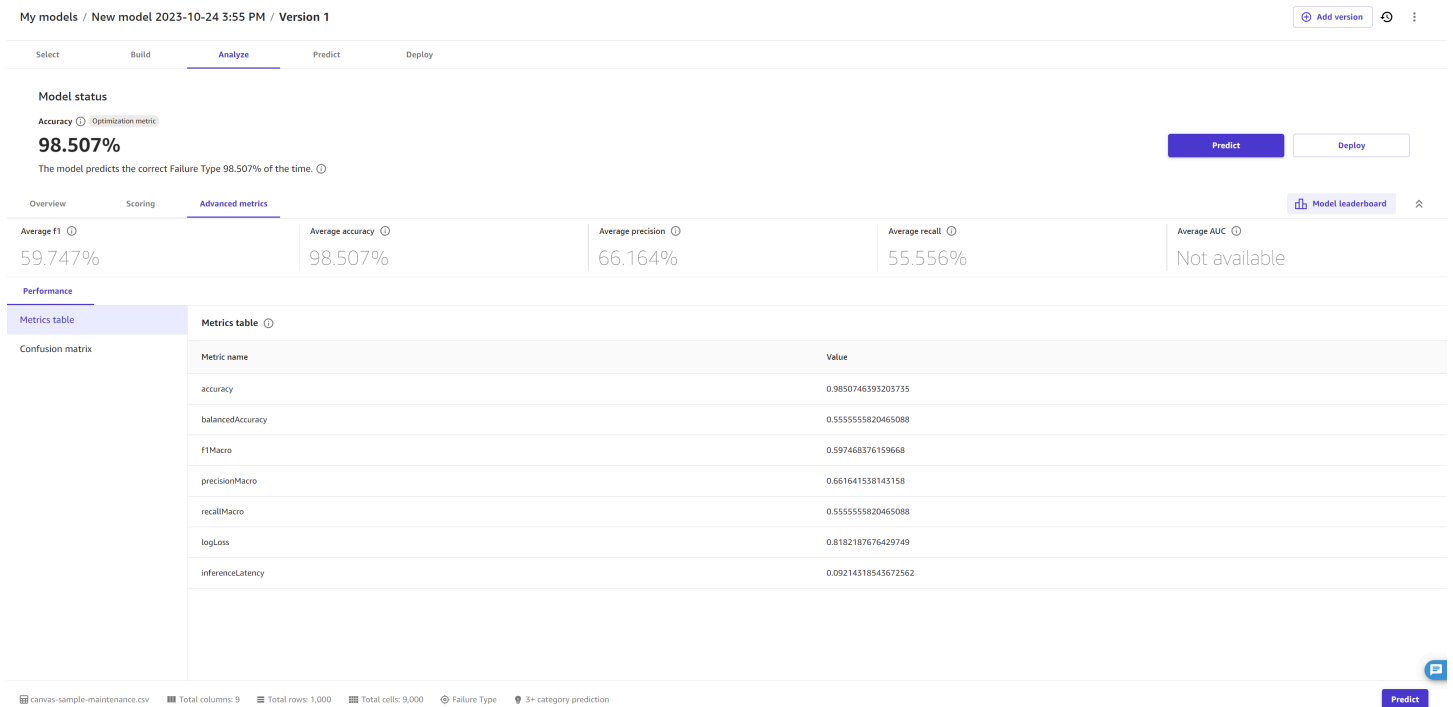 My models / New model 2023-10-24 3:55 PM / Version 1
Add version
Select Build Analyze Predict Deploy
Model status
Accuracy Optimization metric
98.507%
Predict Deploy
The model predicts the correct Failure Type 98.507% of the time.
Overview Scoring Advanced metrics
Model leaderboard
Average f1 Average accuracy Average precision Average recall Average AUC
59.747% 98.507% 66.164% 55.556% Not available
Performance
Metrics table
Confusion matrix
Metrics table
Metric name Value
accuracy 0.9850746393203735
balancedAccuracy 0.5555555820465088
f1Macro 0.597468376159668
precisionMacro 0.661641538143158
recallMacro 0.5555555820465088
logLoss 0.8182187676429749
inferenceLatency 0.09214318543672562
canvas-sample-maintenance.csv Total columns: 9 Total rows: 1,000 Total cells: 9,000 Failure Type 3+ category prediction
Predict